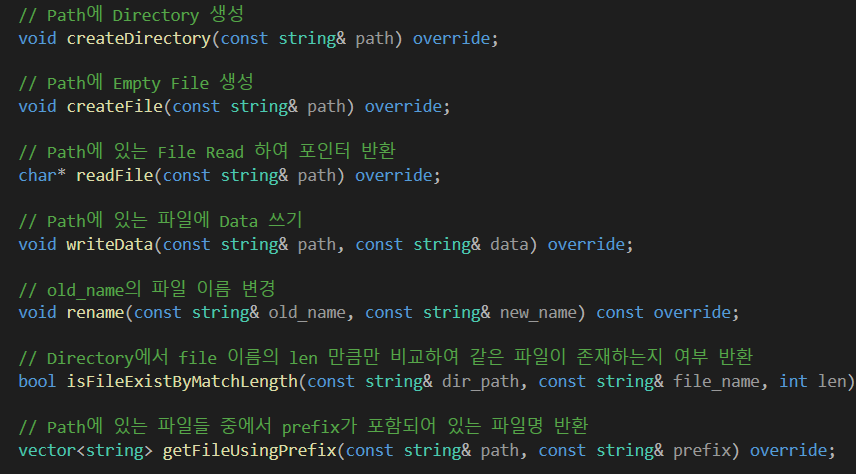 // Path에 Directory 생성
void createDirectory(const string& path) override;
// Path에 Empty File 생성
void createFile(const string& path) override;
// Path에 있는 File Read 하여 포인터 반환
char* readFile(const string& path) override;
// Path에 있는 파일에 Data 쓰기
void writeData(const string& path, const string& data) override;
// old_name의 파일 이름 변경
void rename(const string& old_name, const string& new_name) const override;
// Directory에서 file 이름의 len 만큼만 비교하여 같은 파일이 존재하는지 여부 반환
bool isFileExistByMatchLength(const string& dir_path, const string& file_name, int len)
// Path에 있는 파일들 중에서 prefix가 포함되어 있는 파일명 반환
vector<string> getFileUsingPrefix(const string& path, const string& prefix) override;